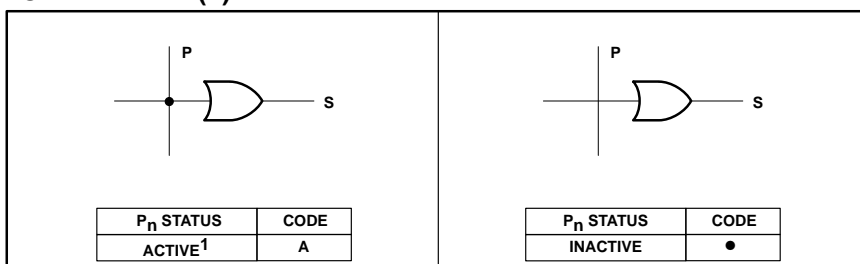 P
S
P
S
Pn STATUS CODE
ACTIVE1 A
Pn STATUS CODE
INACTIVE ●